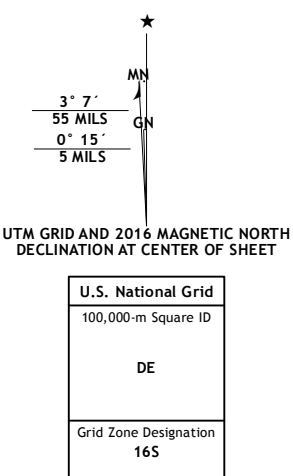 ★
MN
GN
3° 7´
55 MILS
0° 15´
5 MILS
UTM GRID AND 2016 MAGNETIC NORTH
DECLINATION AT CENTER OF SHEET
U.S. National Grid
100,000-m Square ID
DE
Grid Zone Designation
16S